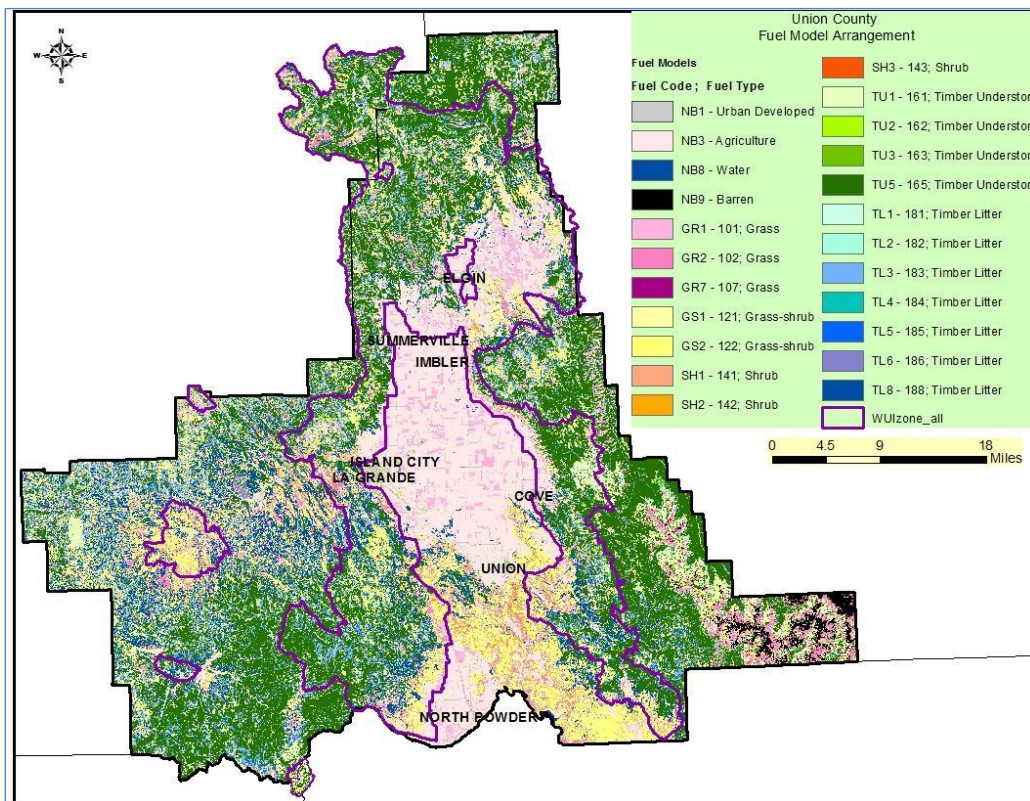 Union County
Fuel Model Arrangement
N
W E
S
Fuel Models
Fuel Code ; Fuel Type
NB1 - Urban Developed
NB3 - Agriculture
NB8 - Water
NB9 - Barren
GR1 - 101; Grass
GR2 - 102; Grass
GR7 - 107; Grass
GS1 - 121; Grass-shrub
GS2 - 122; Grass-shrub
SH1 - 141; Shrub
SH2 - 142; Shrub
SH3 - 143; Shrub
TU1 - 161; Timber Understor
TU2 - 162; Timber Understor
TU3 - 163; Timber Understor
TU5 - 165; Timber Understor
TL1 - 181; Timber Litter
TL2 - 182; Timber Litter
TL3 - 183; Timber Litter
TL4 - 184; Timber Litter
TL5 - 185; Timber Litter
TL6 - 186; Timber Litter
TL8 - 188; Timber Litter
WUIzone_all
0 4.5 9 18
Miles
ELGIN
SUMMERVILLE
IMBLER
ISLAND CITY
LA GRANDE
COVE
UNION
NORTH POWDER